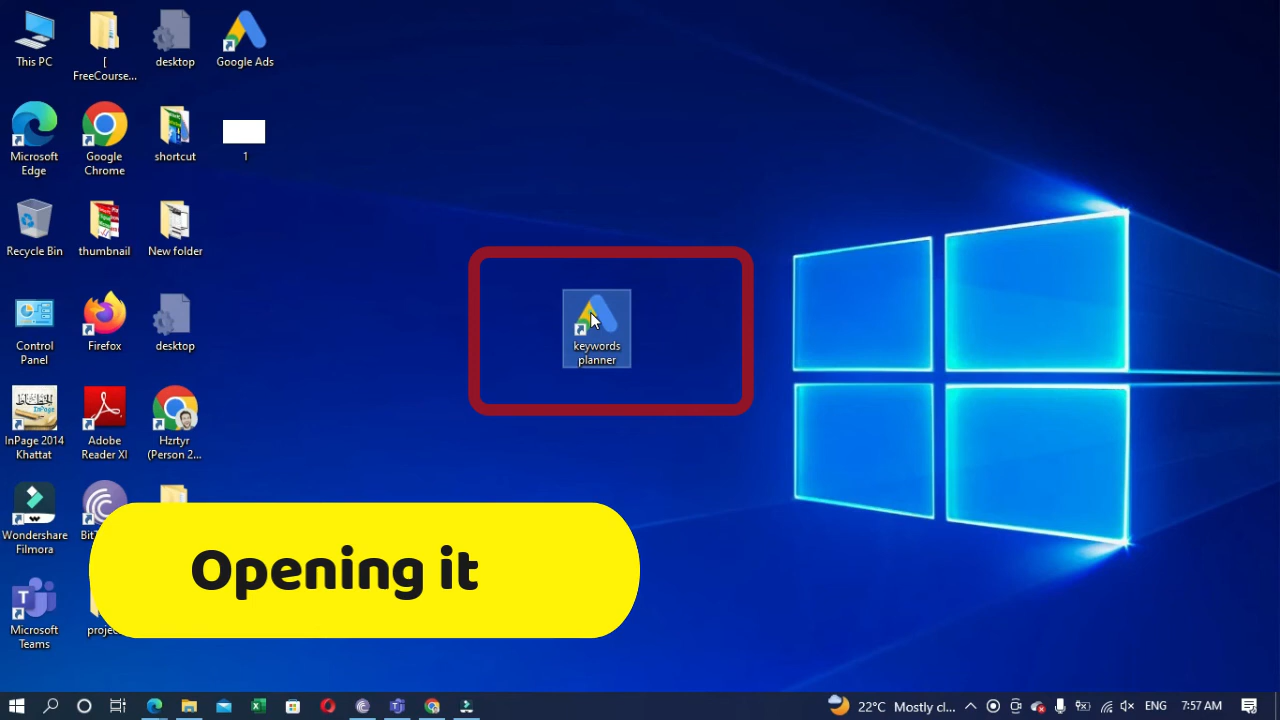 This PC
[
FreeCourse...
desktop
Google Ads
Microsoft
Edge
Google
Chrome
shortcut
1
Recycle Bin
thumbnail
New folder
keywords
planner
Control
Panel
Firefox
desktop
InPage 2014
Khattat
Adobe
Reader XI
Hzrtyr
(Person 2...
Wondershare
Filmora
Opening it
Microsoft
Teams
22°C Mostly cl...
ENG
7:57 AM